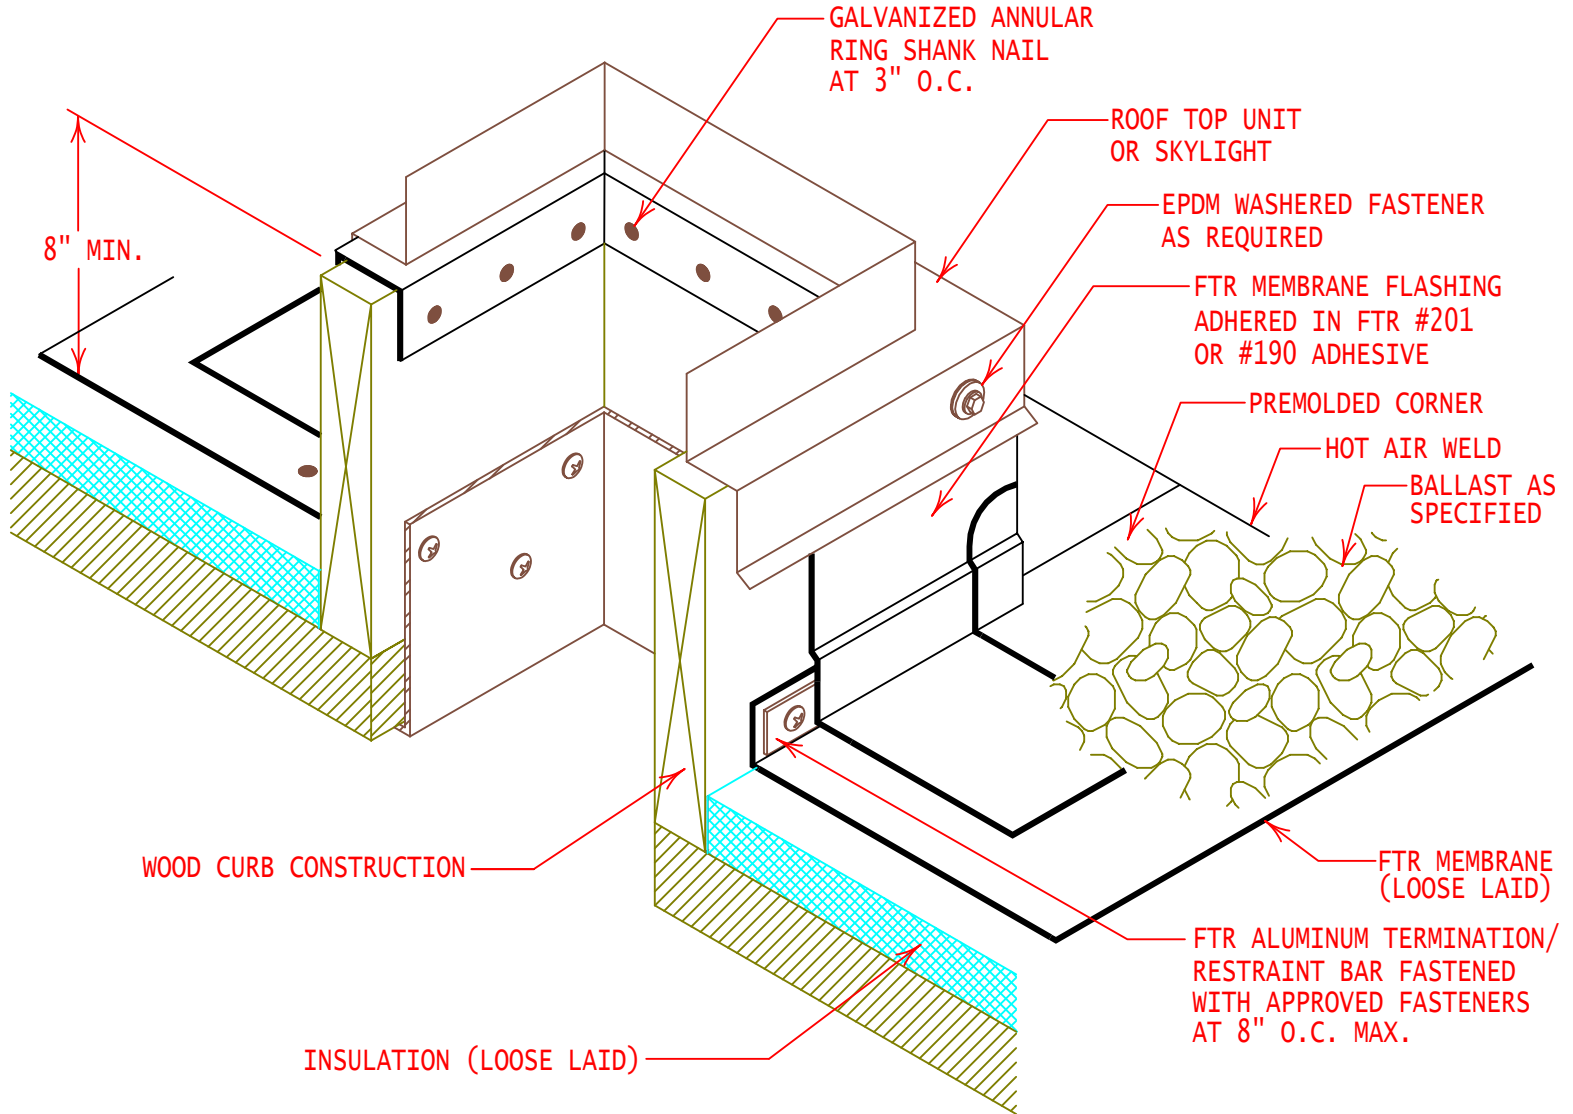 GALVANIZED ANNULAR
RING SHANK NAIL
AT 3" O.C.
ROOF TOP UNIT
OR SKYLIGHT
EPDM WASHERED FASTENER
AS REQUIRED
8" MIN.
FTR MEMBRANE FLASHING
ADHERED IN FTR #201
OR #190 ADHESIVE
PREMOLDED CORNER
HOT AIR WELD
BALLAST AS
SPECIFIED
WOOD CURB CONSTRUCTION
FTR MEMBRANE
(LOOSE LAID)
FTR ALUMINUM TERMINATION/
RESTRAINT BAR FASTENED
WITH APPROVED FASTENERS
AT 8" O.C. MAX.
INSULATION (LOOSE LAID)